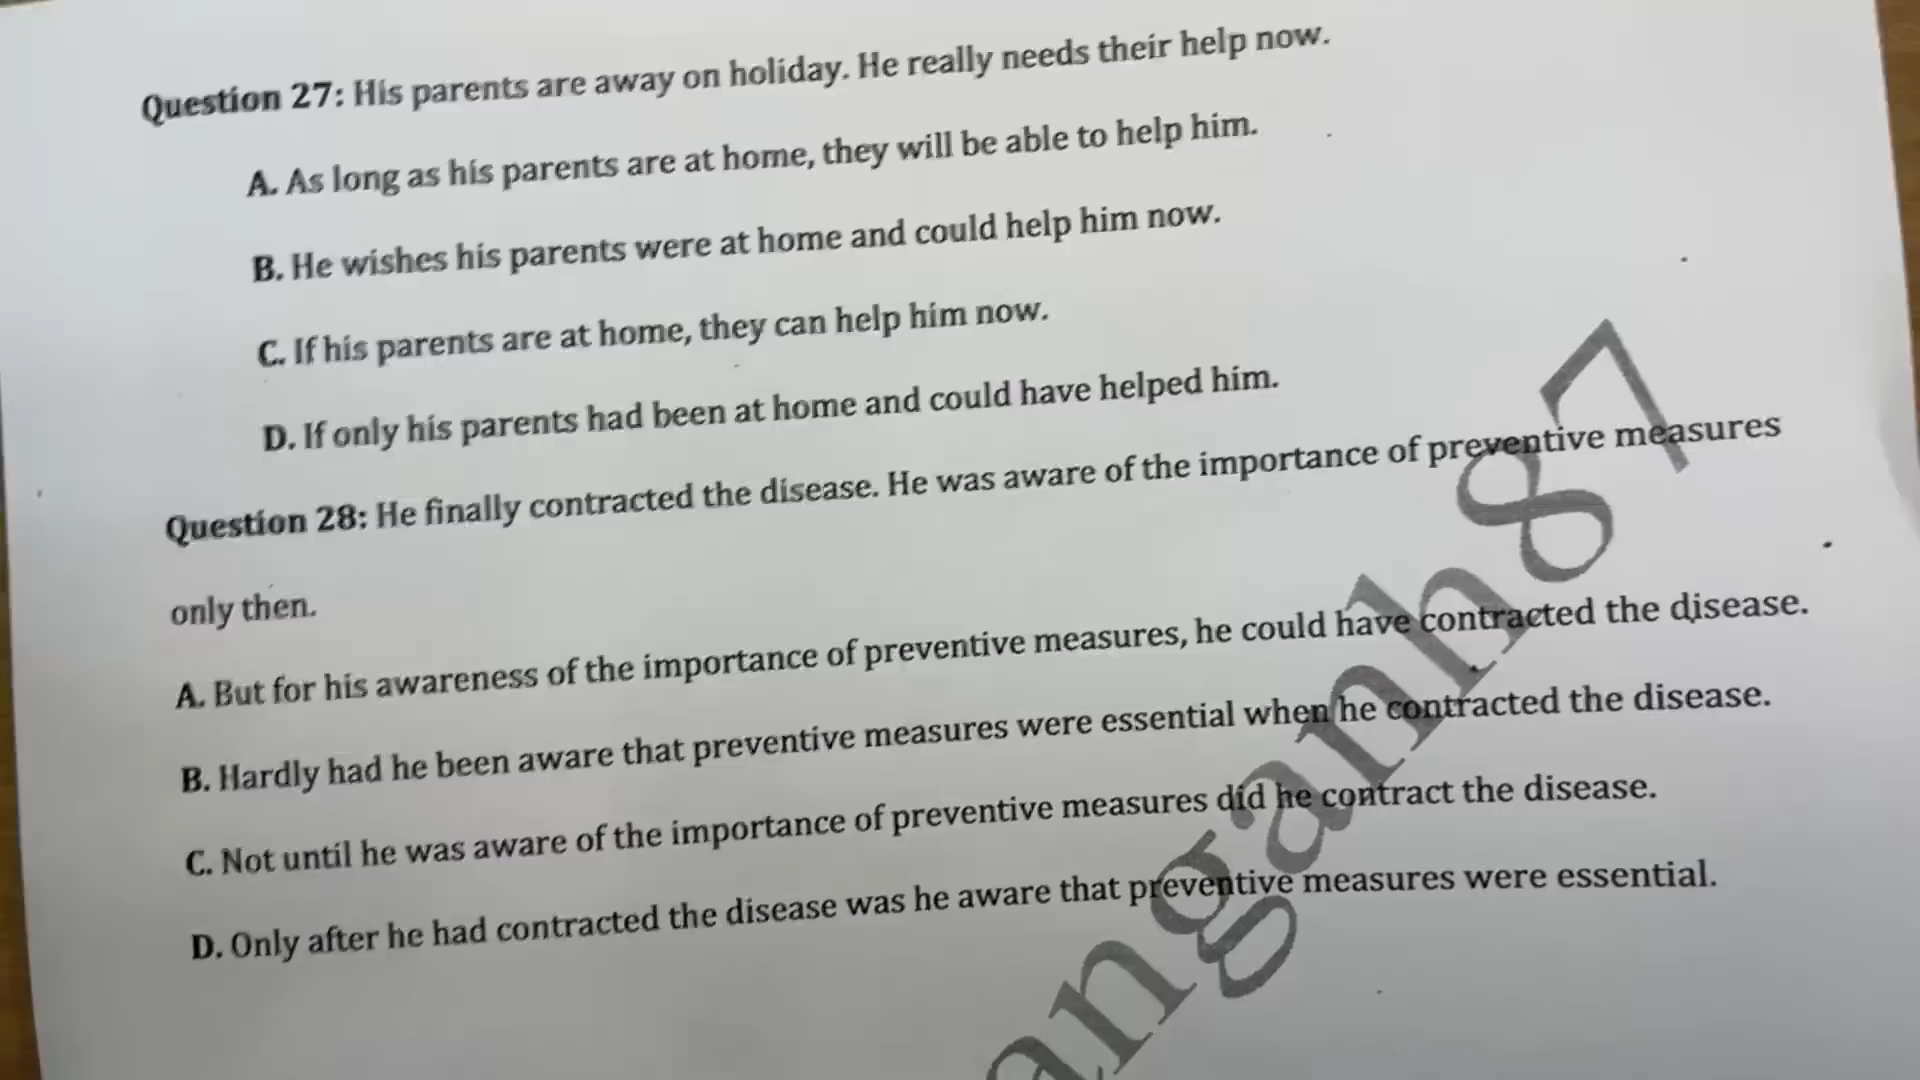 Question 27: His parents are away on holiday. He really needs their help now.
A. As long as his parents are at home, they will be able to help him.
B. He wishes his parents were at home and could help him now.
C. If his parents are at home, they can help him now.
D. If only his parents had been at home and could have helped him.
Question 28: He finally contracted the disease. He was aware of the importance of preventive measures
only then.
A. But for his awareness of the importance of preventive measures, he could have contracted the disease.
B. Hardly had he been aware that preventive measures were essential when he contracted the disease.
C. Not until he was aware of the importance of preventive measures did he contract the disease.
D. Only after he had contracted the disease was he aware that preventive measures were essential.
anganh87